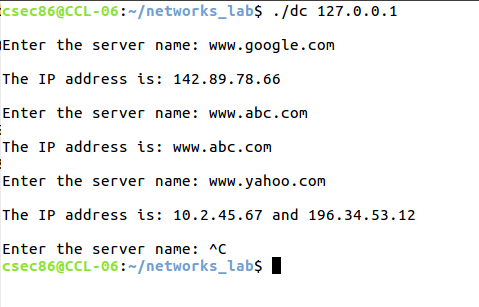 csec86@CCL-06:~/networks_lab$ ./dc 127.0.0.1
Enter the server name: www.google.com
The IP address is: 142.89.78.66
Enter the server name: www.abc.com
The IP address is: www.abc.com
Enter the server name: www.yahoo.com
The IP address is: 10.2.45.67 and 196.34.53.12
Enter the server name: ^C
csec86@CCL-06:~/networks_lab$